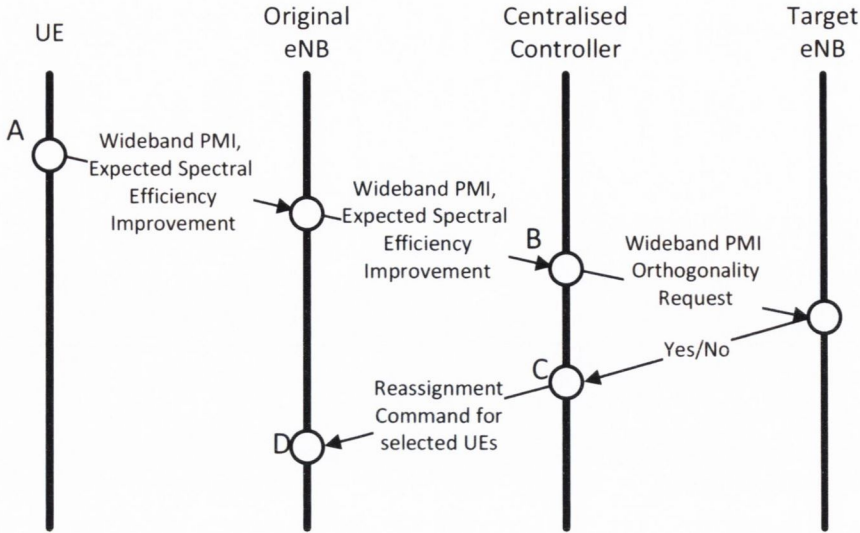 UE
Original
eNB
Centralised
Controller
Target
eNB
A
Wideband PMI,
Expected Spectral
Efficiency
Improvement
Wideband PMI,
Expected Spectral
Efficiency
Improvement
B
Wideband PMI
Orthogonality
Request
Yes/No
C
Reassignment
Command for
selected UEs
D